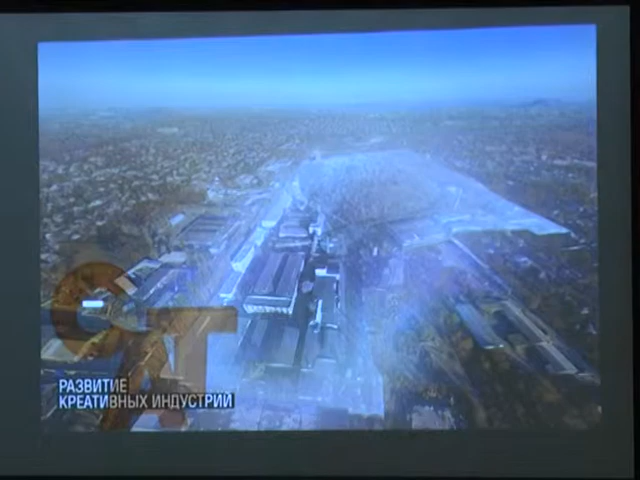 РАЗВИТИЕ
КРЕАТИВНЫХ ИНДУСТРИЙ